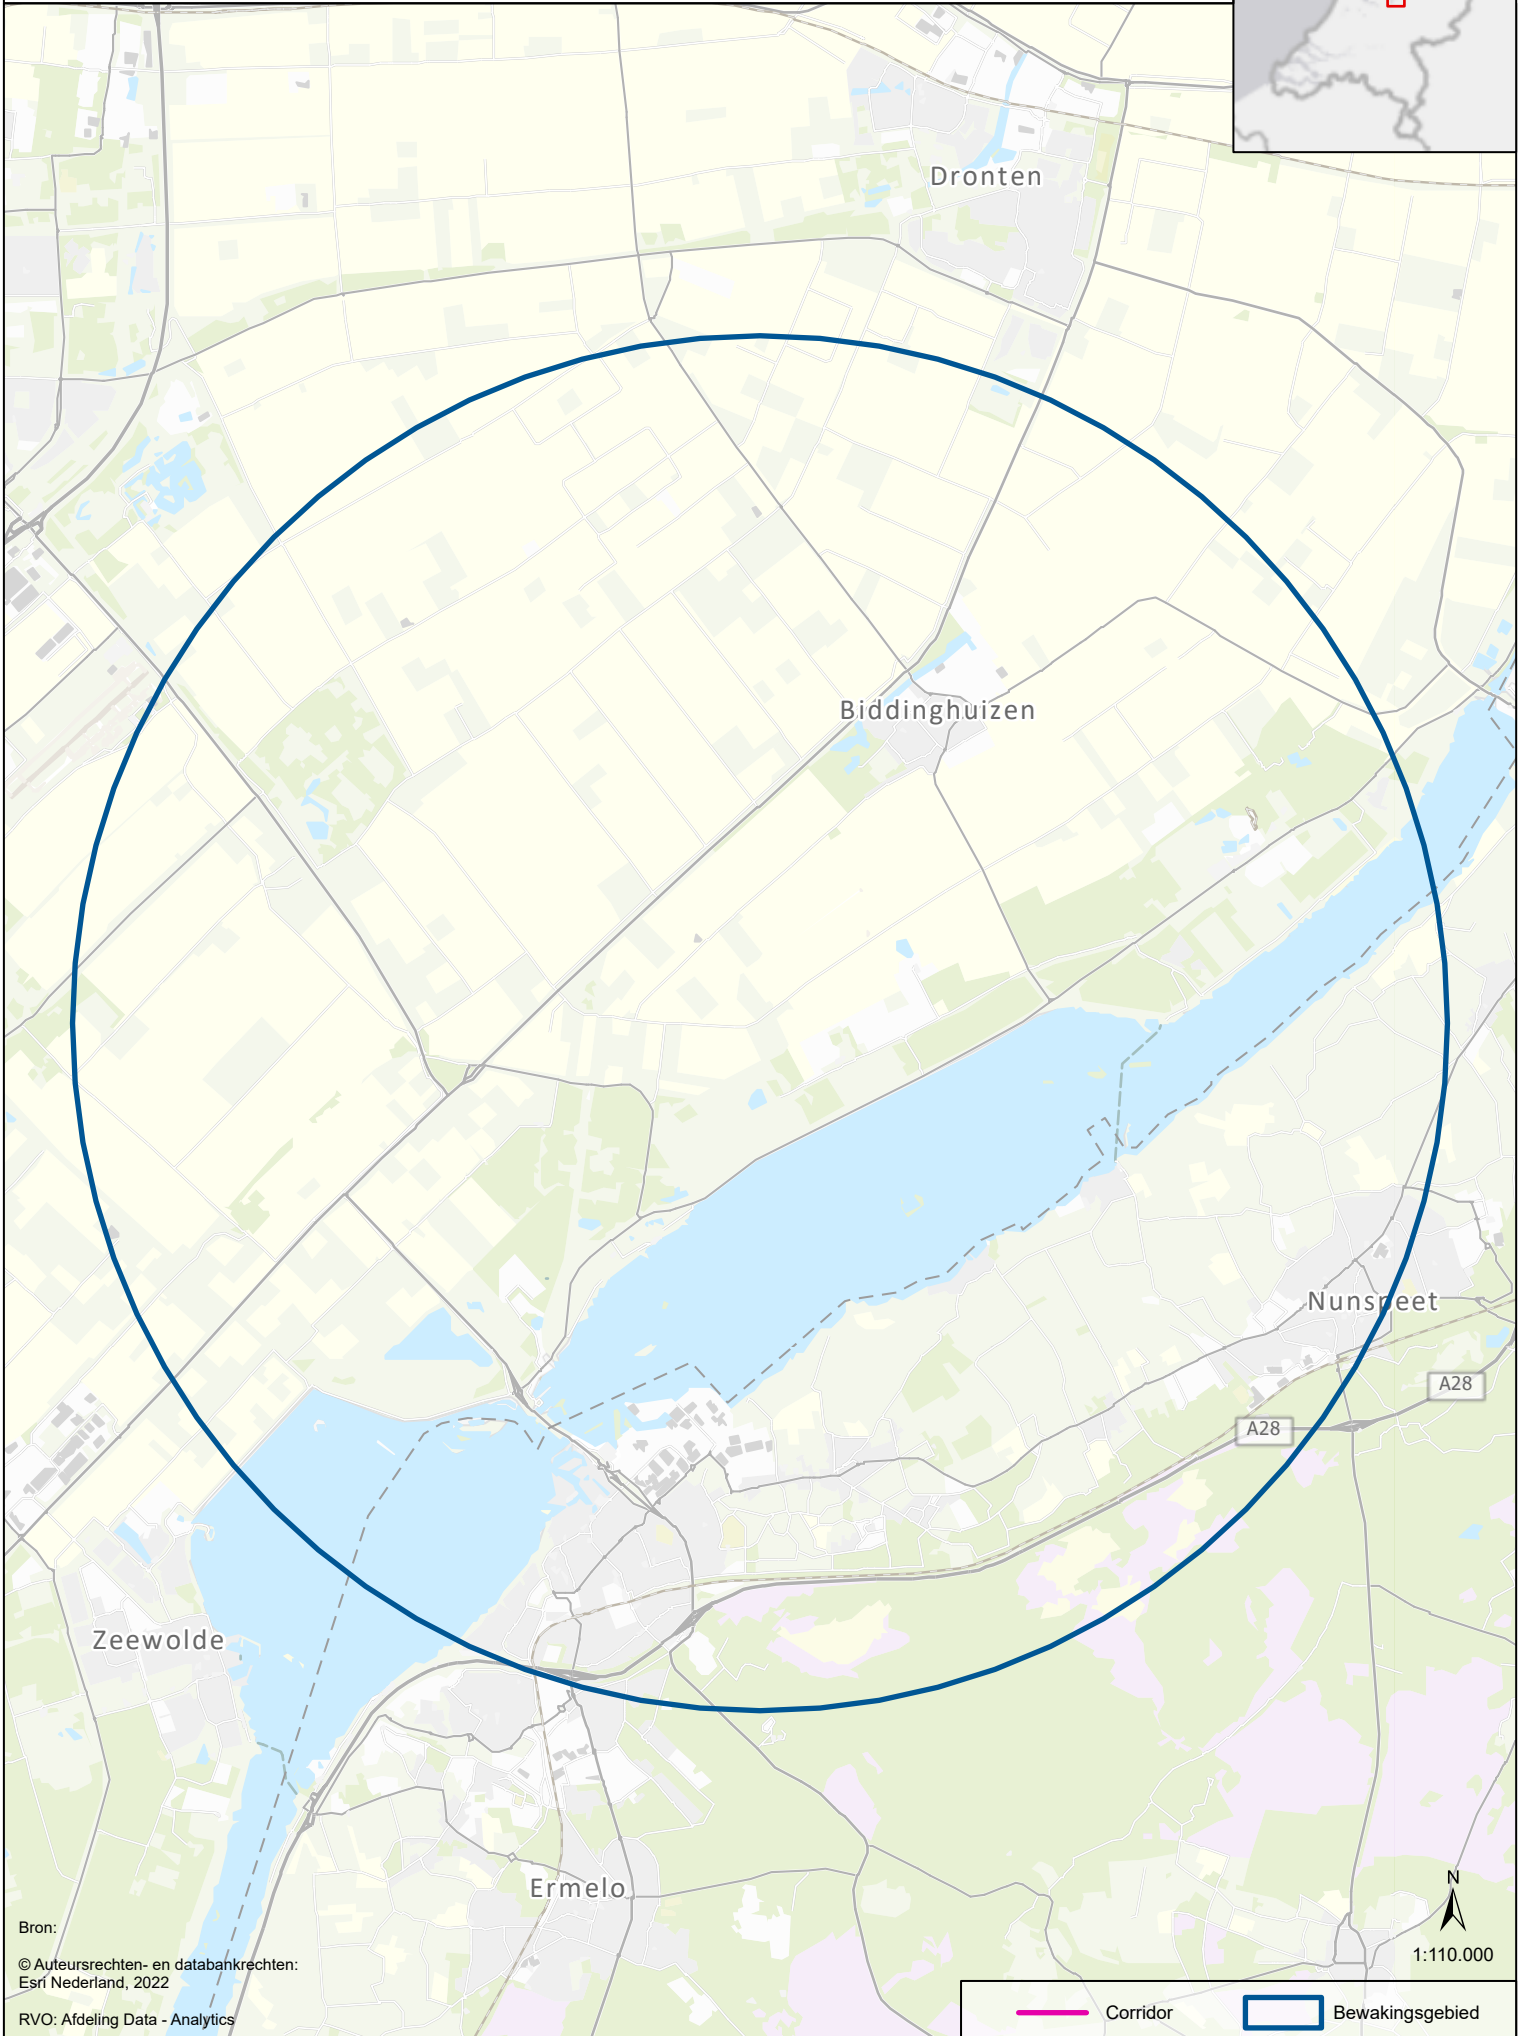 Dronten
Biddinghuizen
Nunspeet
A28
A28
Zeewolde
Ermelo
N
1:110.000
Bron:
© Auteursrechten- en databankrechten:
Esri Nederland, 2022
RVO: Afdeling Data - Analytics
Corridor
Bewakingsgebied